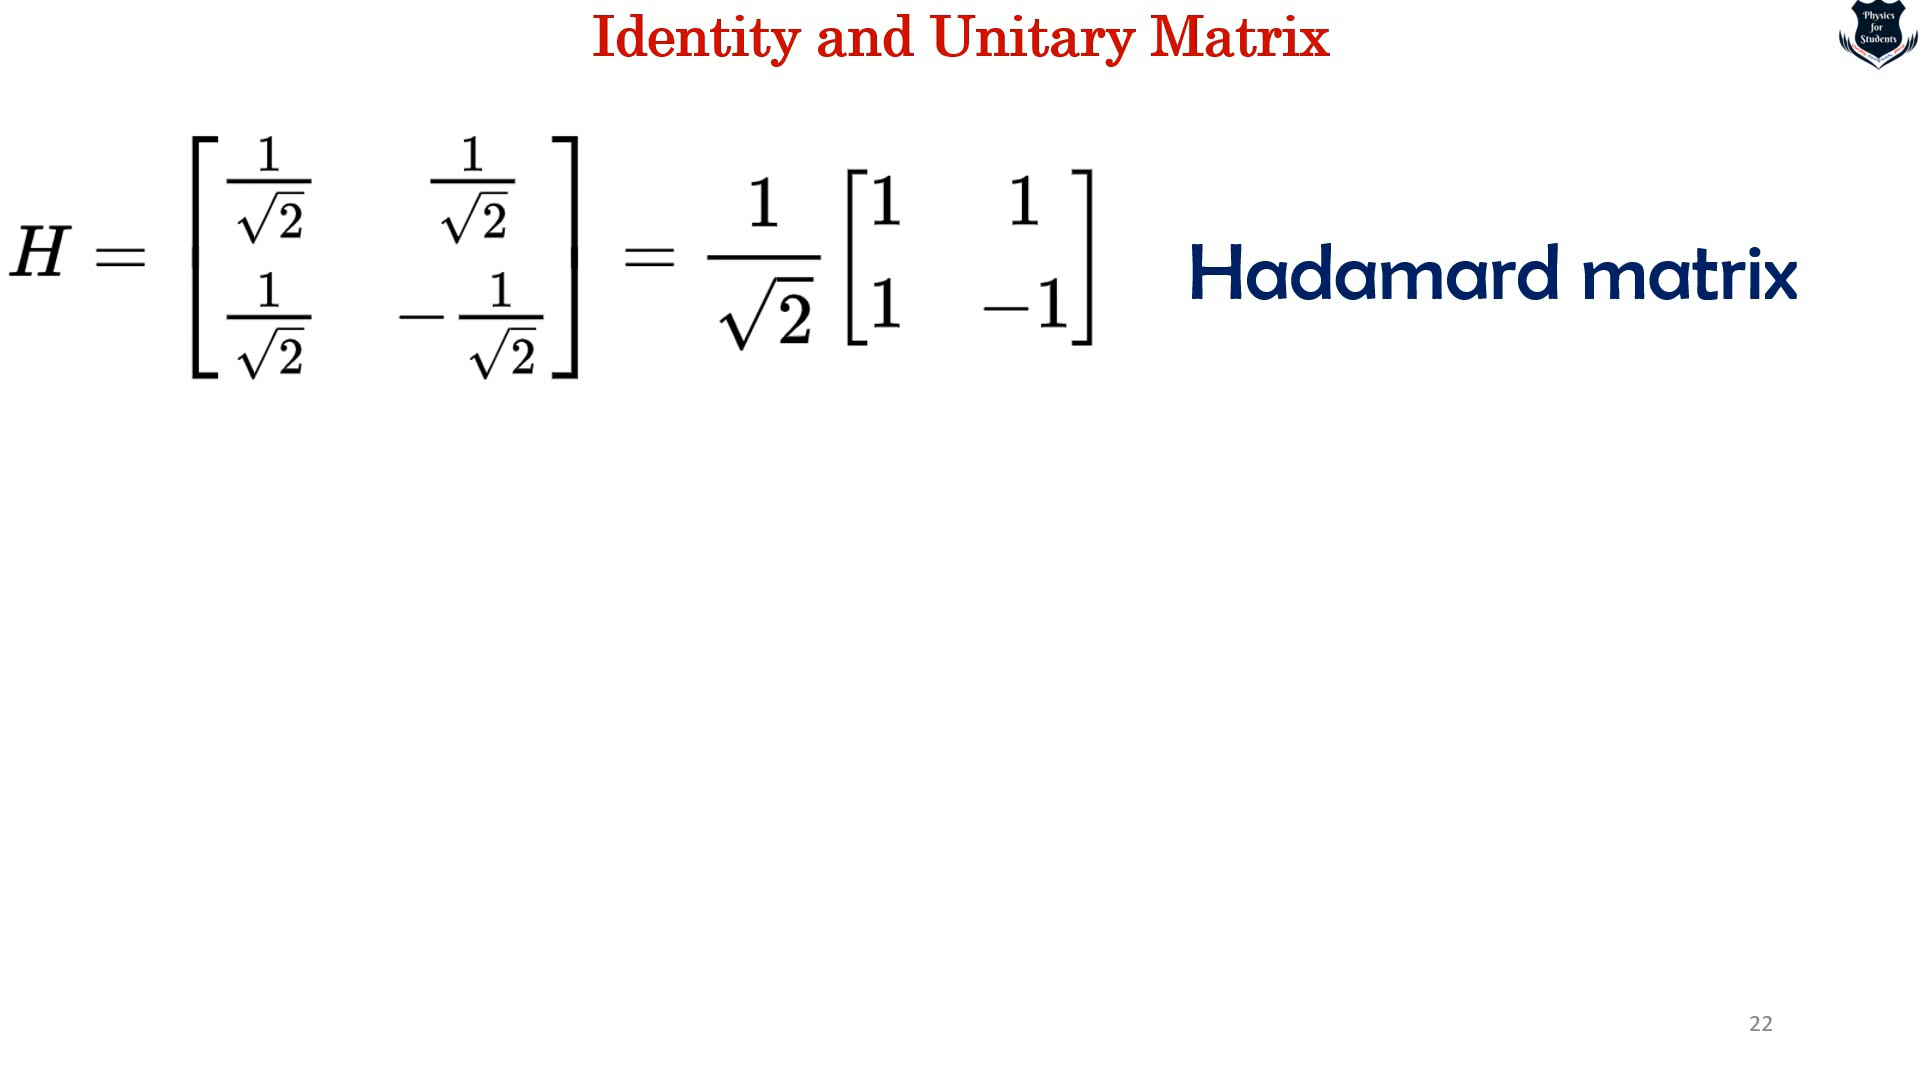 Identity and Unitary Matrix
Physics
for
Students
H = [ 1/√2 1/√2 ; 1/√2 −1/√2 ] = 1/√2 [ 1 1 ; 1 −1 ]
Hadamard matrix
22